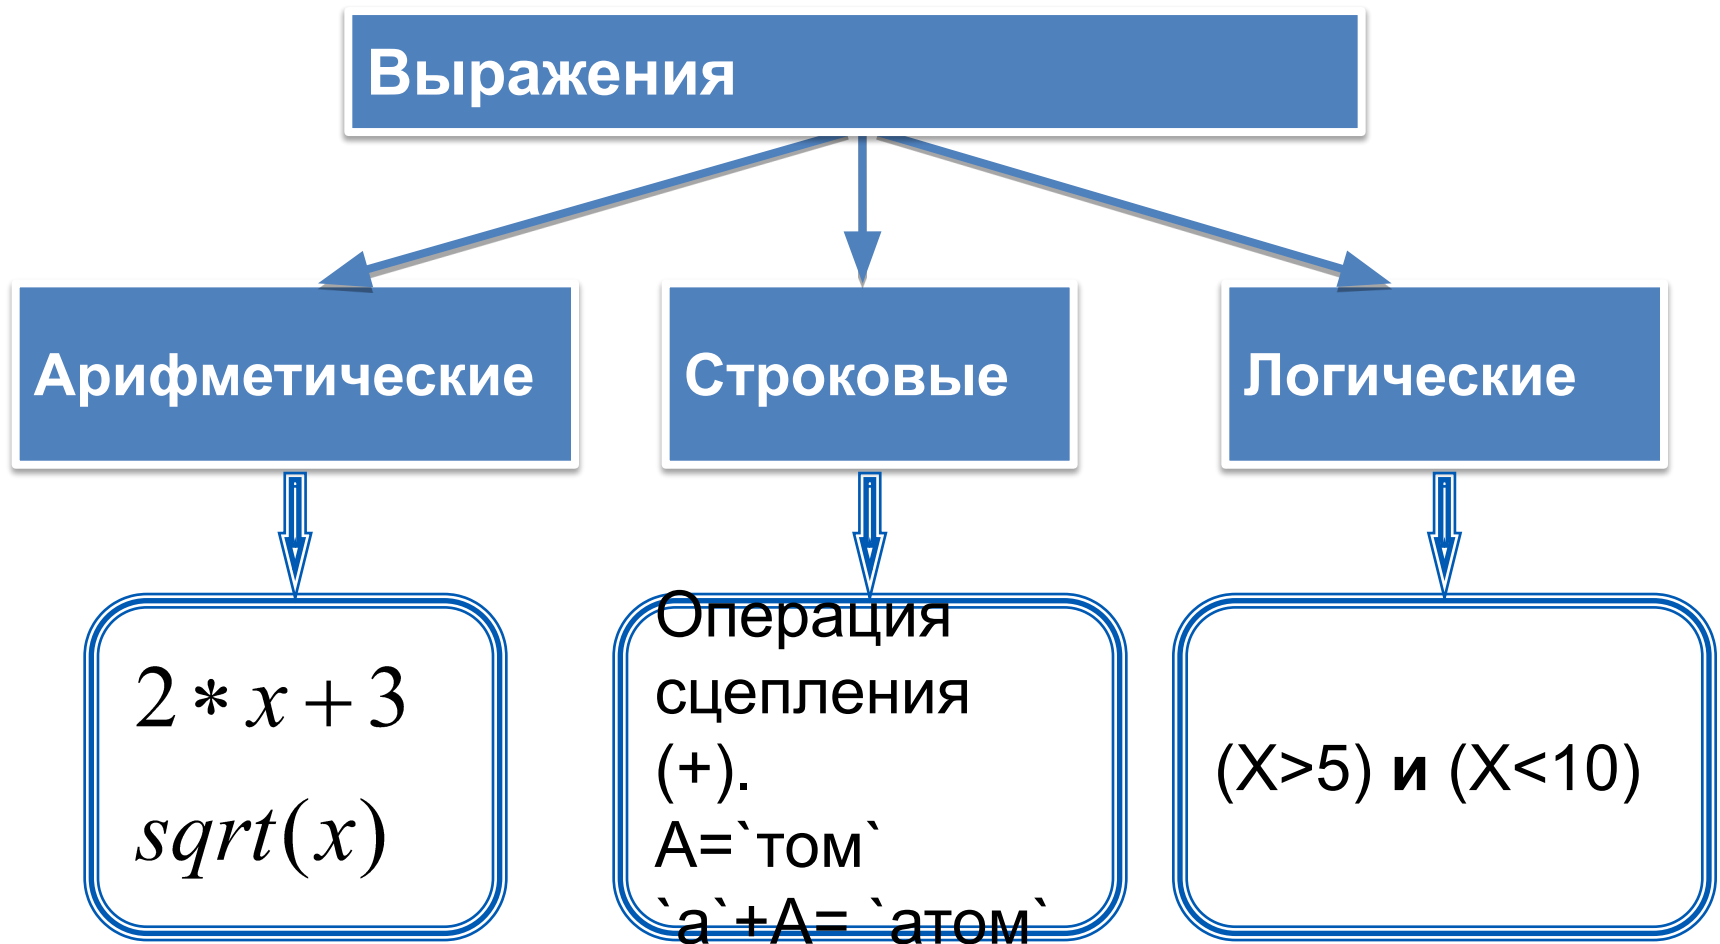 Выражения
Арифметические
Строковые
Логические
2 * x + 3
sqrt(x)
Операция
сцепления
(+).
А=`том`
`а`+А= `атом`
(X>5) и (X<10)